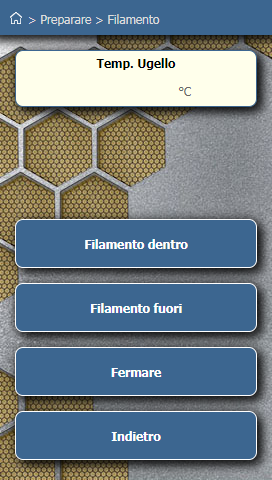 > Preparare > Filamento
Temp. Ugello
°C
Filamento dentro
Filamento fuori
Fermare
Indietro